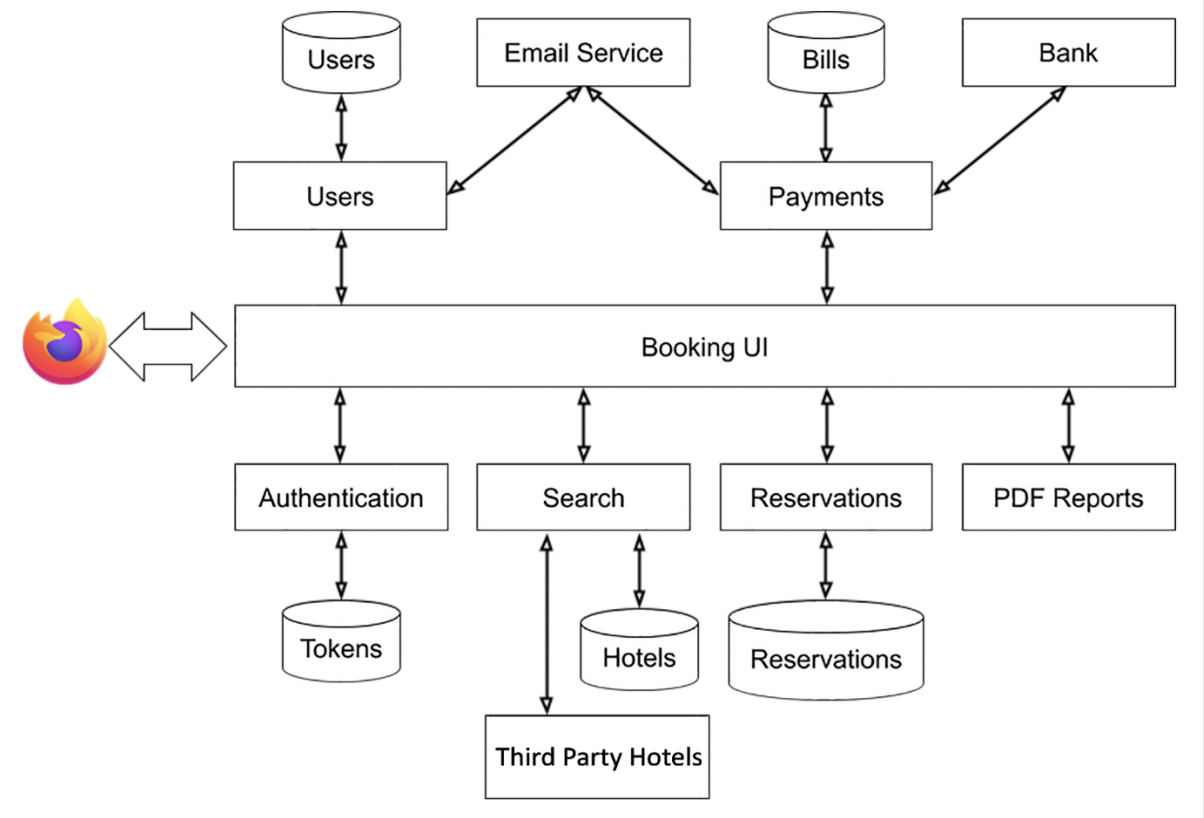 Users
Email Service
Bills
Bank
Users
Payments
Booking UI
Authentication
Search
Reservations
PDF Reports
Tokens
Hotels
Reservations
Third Party Hotels